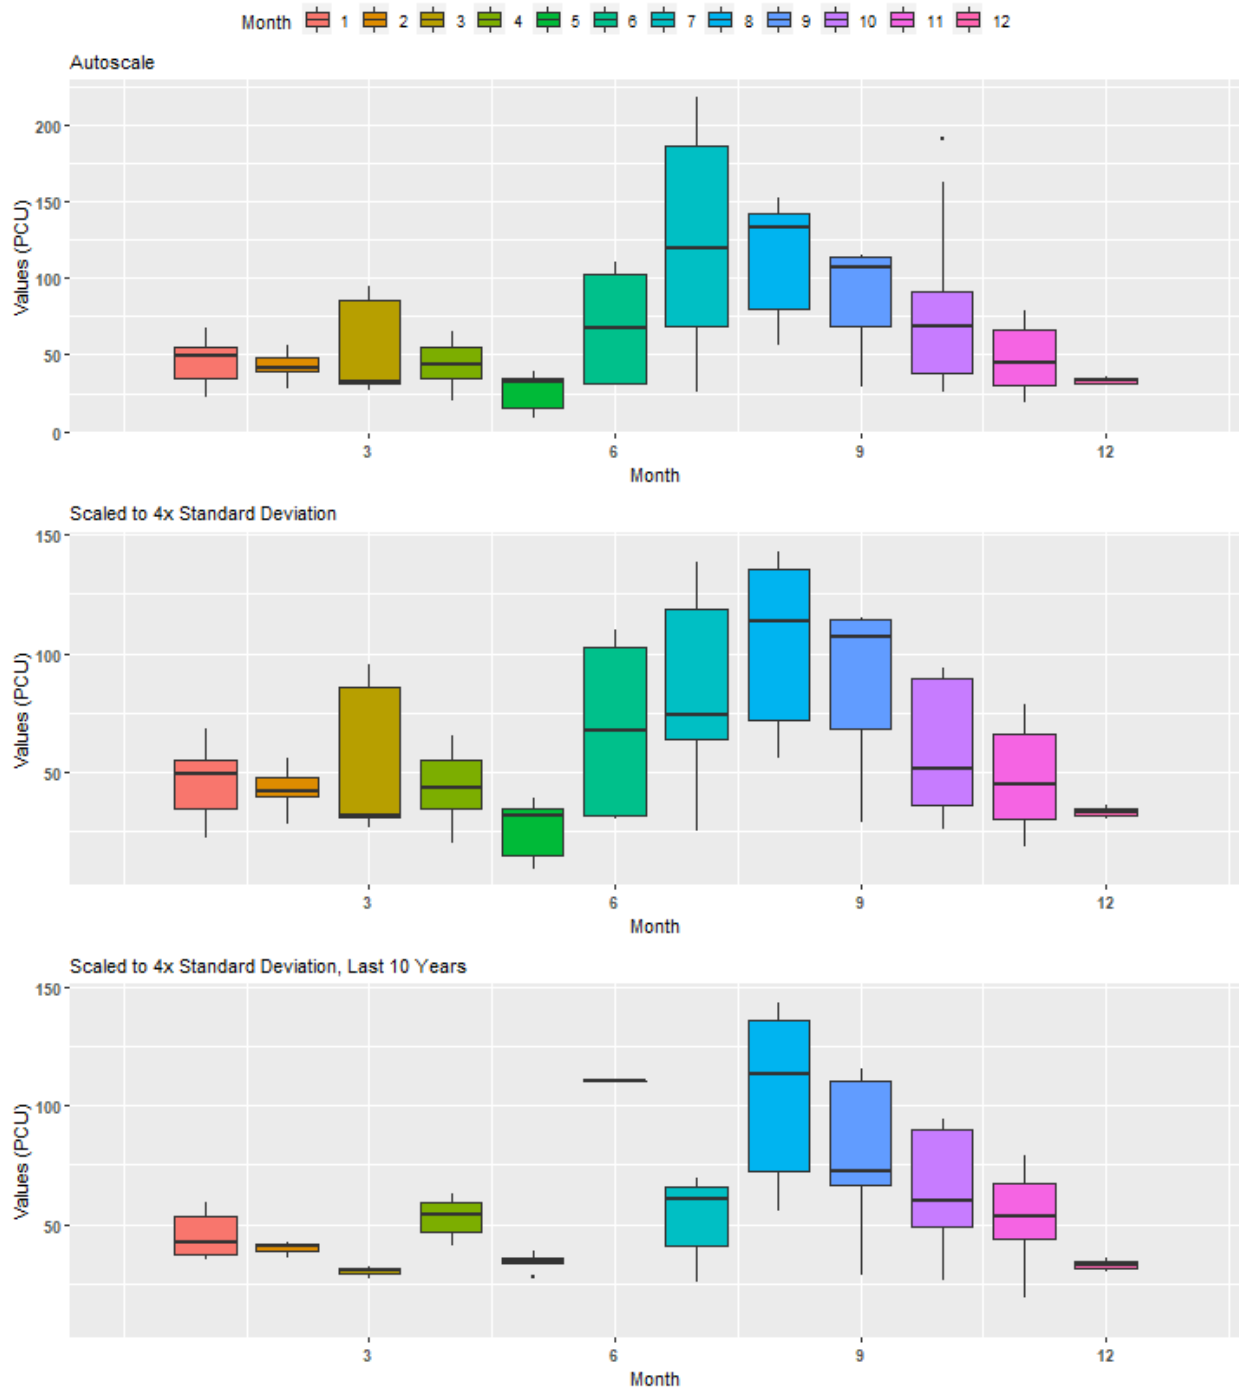 Month 1 2 3 4 5 6 7 8 9 10 11 12
Autoscale
Values (PCU)
200
150
100
50
0
3 6 9 12
Month
Scaled to 4x Standard Deviation
Values (PCU)
150
100
50
3 6 9 12
Month
Scaled to 4x Standard Deviation, Last 10 Years
Values (PCU)
150
100
50
3 6 9 12
Month